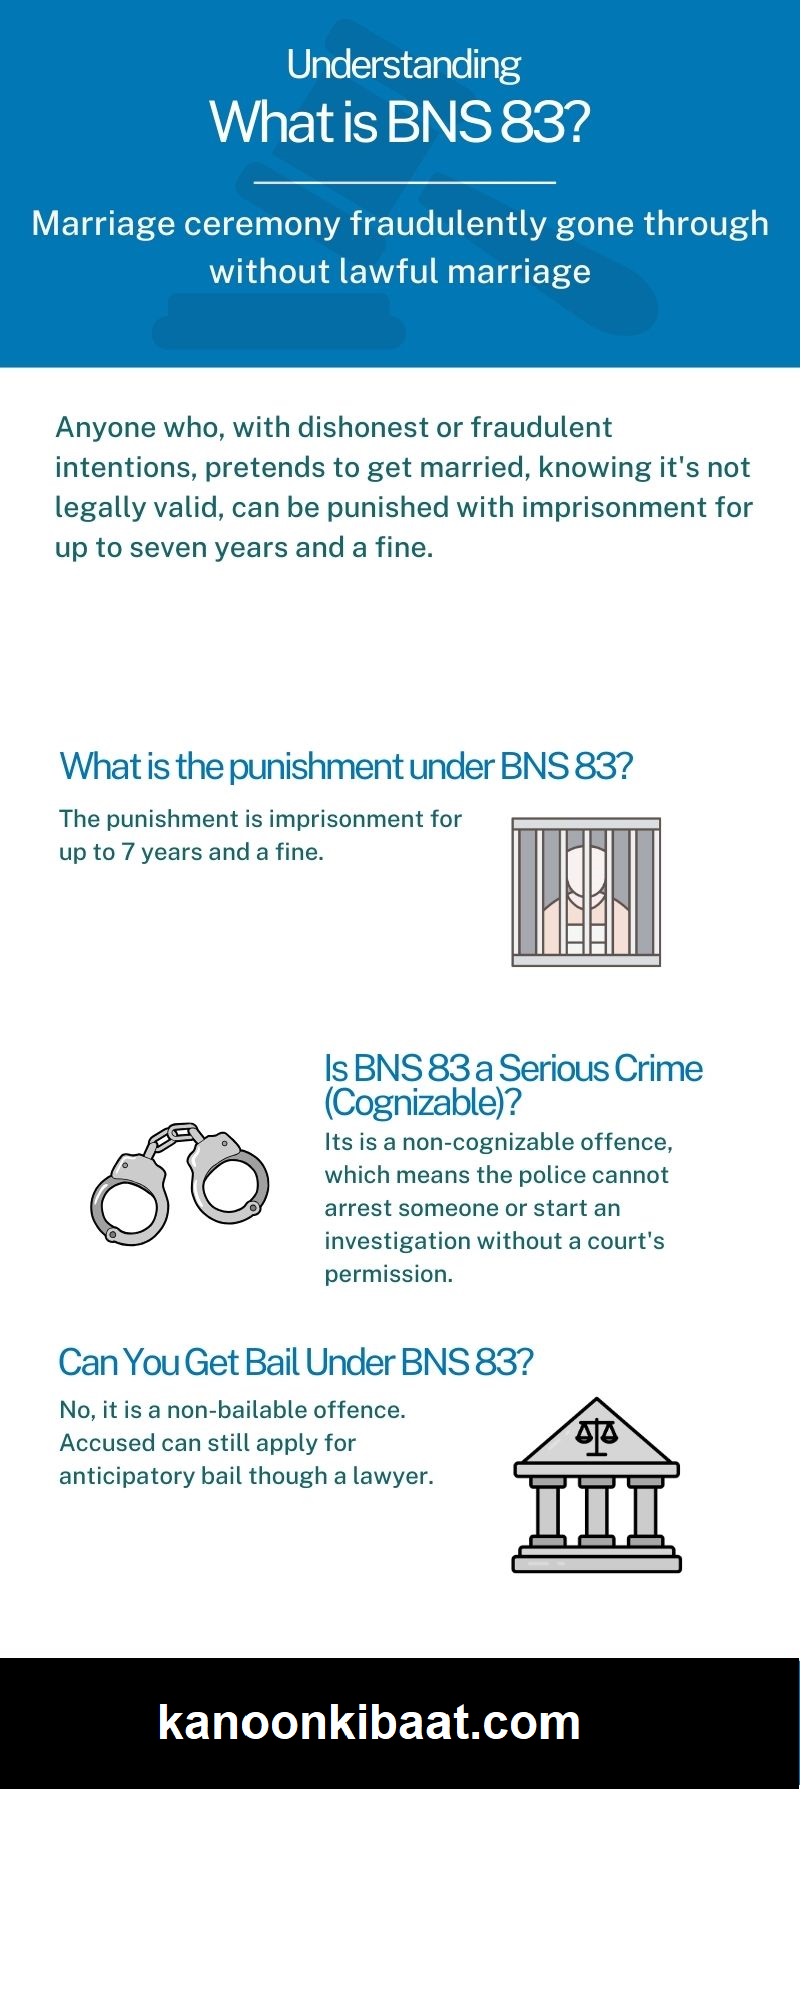 Understanding
What is BNS 83?
Marriage ceremony fraudulently gone through
without lawful marriage
Anyone who, with dishonest or fraudulent
intentions, pretends to get married, knowing it's not
legally valid, can be punished with imprisonment for
up to seven years and a fine.
What is the punishment under BNS 83?
The punishment is imprisonment for
up to 7 years and a fine.
Is BNS 83 a Serious Crime
(Cognizable)?
Its is a non-cognizable offence,
which means the police cannot
arrest someone or start an
investigation without a court's
permission.
Can You Get Bail Under BNS 83?
No, it is a non-bailable offence.
Accused can still apply for
anticipatory bail though a lawyer.
kanoonkibaat.com